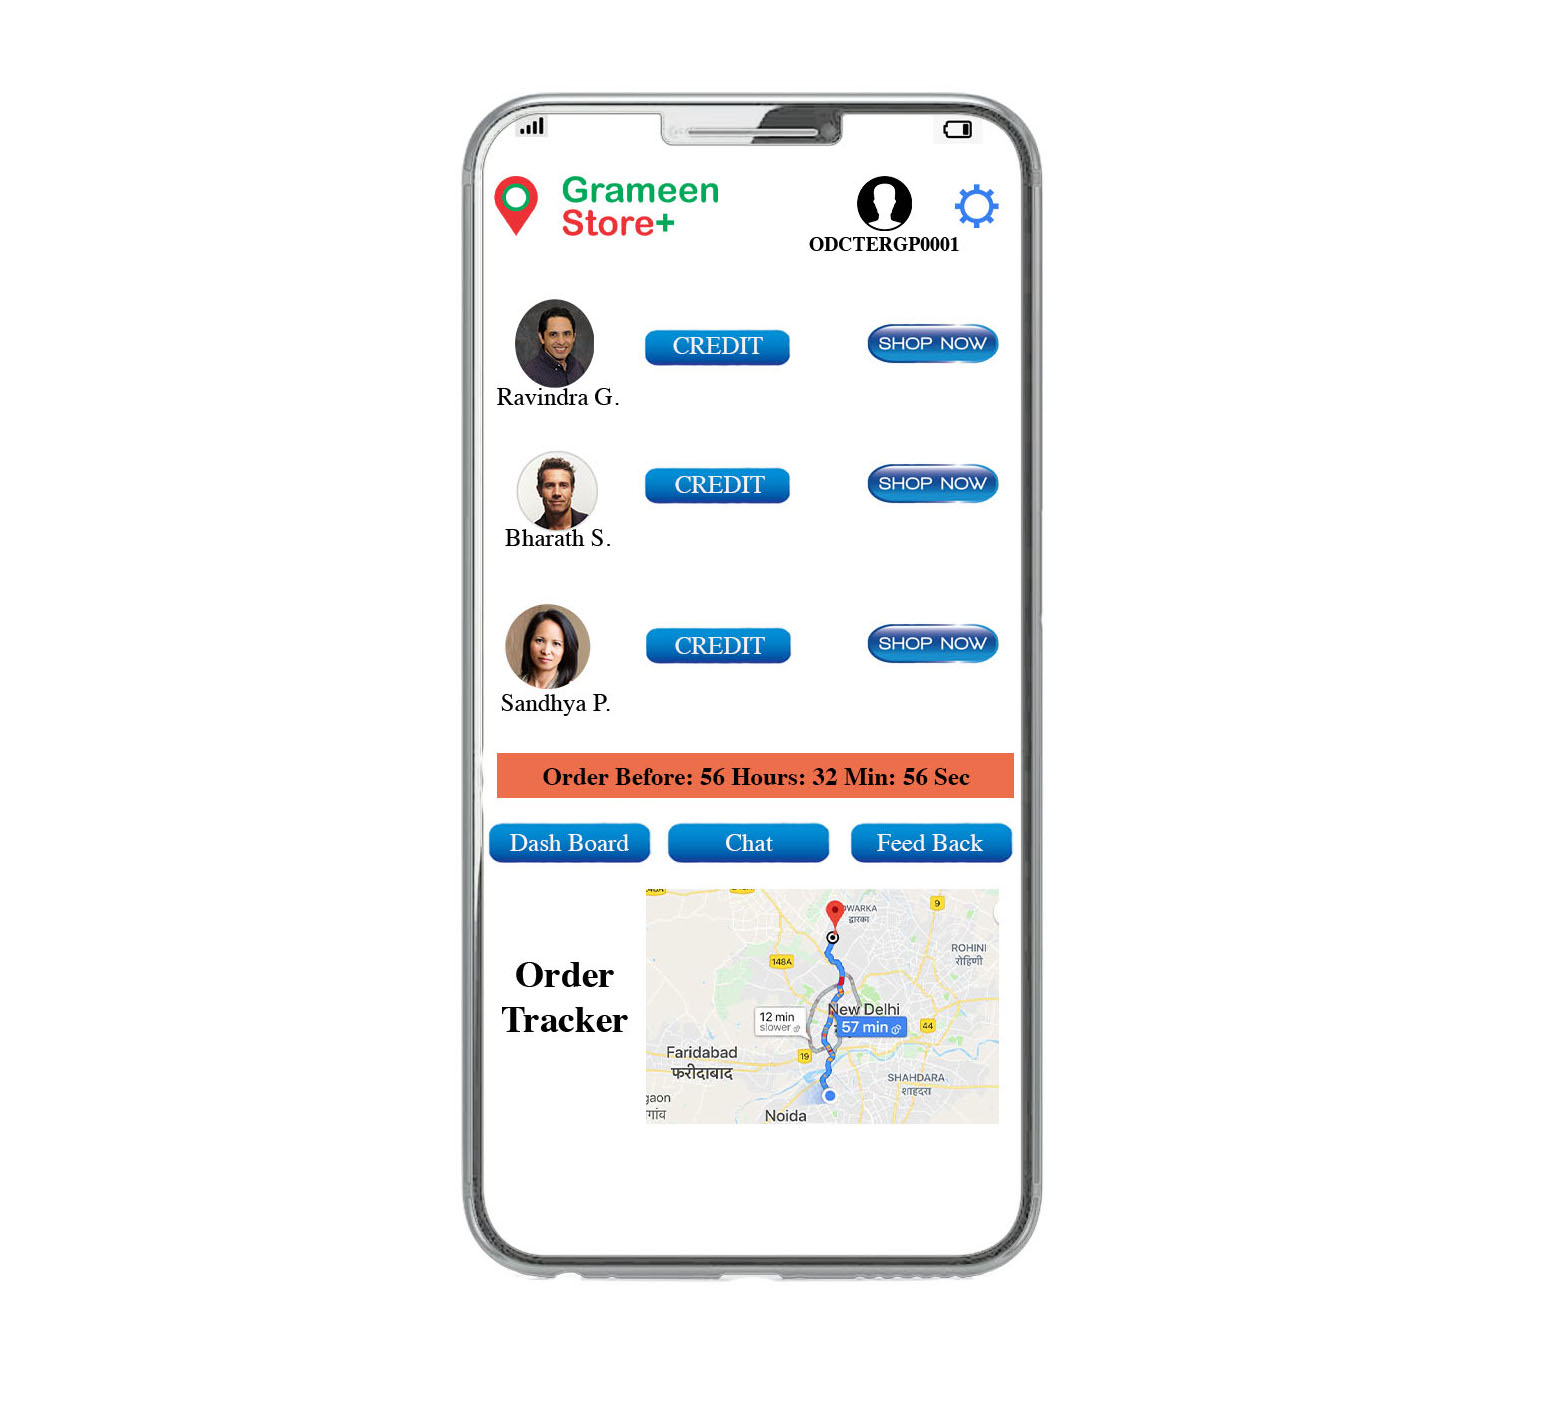 Grameen
Store+
ODCTERGP0001
CREDIT
SHOP NOW
Ravindra G.
CREDIT
SHOP NOW
Bharath S.
CREDIT
SHOP NOW
Sandhya P.
Order Before: 56 Hours: 32 Min: 56 Sec
Dash Board
Chat
Feed Back
Order
Tracker
DWARKA
द्वारका
9
ROHINI
रोहिणी
148A
New Delhi
12 min
slower
57 min
44
19
Faridabad
फरीदाबाद
SHAHDARA
शाहदरा
gaon
गांव
Noida